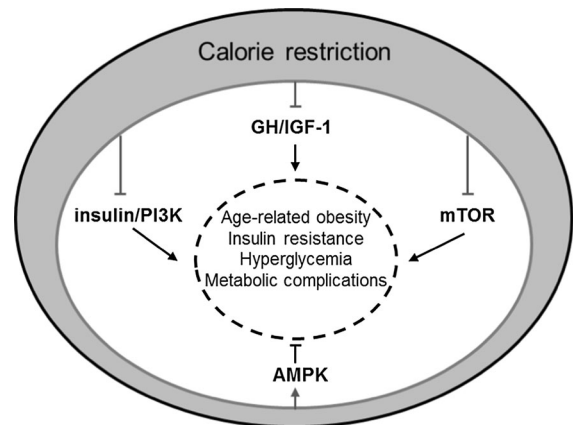 Calorie restriction
GH/IGF-1
insulin/PI3K
mTOR
Age-related obesity
Insulin resistance
Hyperglycemia
Metabolic complications
AMPK